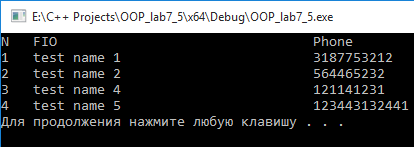 E:\C++ Projects\OOP_lab7_5\x64\Debug\OOP_lab7_5.exe
N FIO Phone
1 test name 1 3187753212
2 test name 2 564465232
3 test name 4 121141231
4 test name 5 123443132441
Для продолжения нажмите любую клавишу . . .